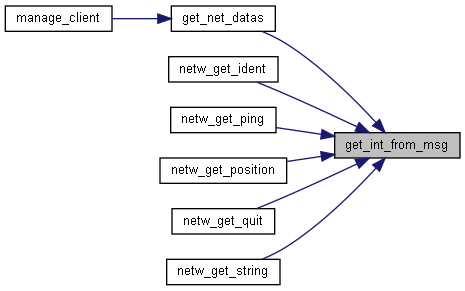 manage_client
get_net_datas
netw_get_ident
netw_get_ping
get_int_from_msg
netw_get_position
netw_get_quit
netw_get_string